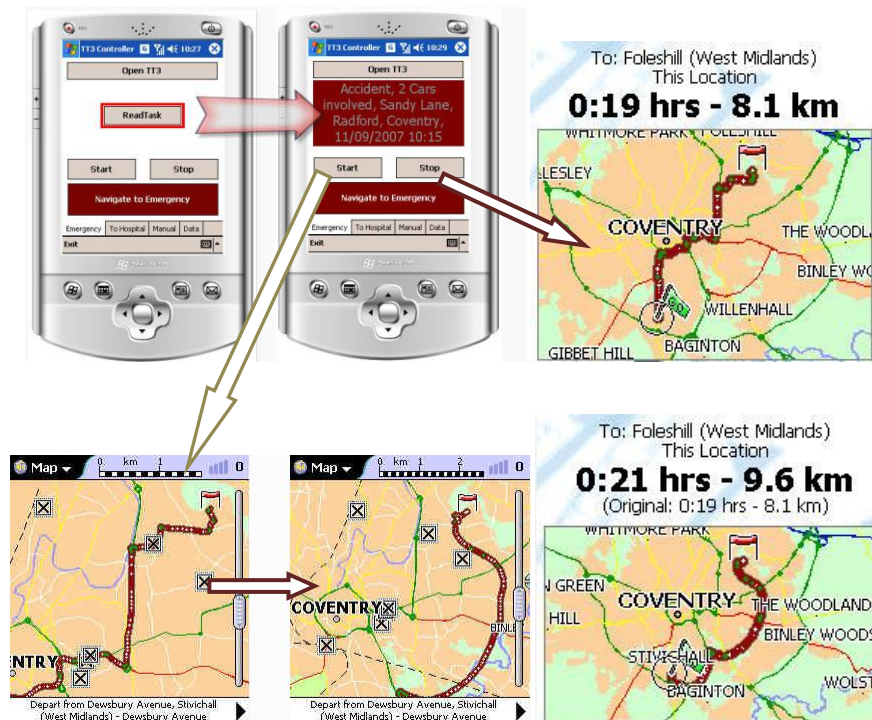 TT3 Controller G 10:27
Open TT3
ReadTask
Start Stop
Navigate to Emergency
Emergency To Hospital Manual Data
Exit
TT3 Controller G 10:29
Open TT3
Accident, 2 Cars
involved, Sandy Lane,
Radford, Coventry,
11/09/2007 10:15
Start Stop
Navigate to Emergency
Emergency To Hospital Manual Data
Exit
To: Foleshill (West Midlands)
This Location
0:19 hrs - 8.1 km
WHITMORE PARK FOLESHILL
LESLEY
COVENTRY
THE WOODL
BINLEY WO
GO
WILLENHALL
BAGINTON
GIBBET HILL
Map 0 km 1 0
NTRY
Depart from Dewsbury Avenue, Stivichall
(West Midlands) - Dewsbury Avenue
Map 0 km 1 2 0
COVENTRY
BINL
Depart from Dewsbury Avenue, Stivichall
(West Midlands) - Dewsbury Avenue
To: Foleshill (West Midlands)
This Location
0:21 hrs - 9.6 km
(Original: 0:19 hrs - 8.1 km)
WHITMORE PARK
N GREEN
COVENTRY
THE WOODLAND
HILL
BINLEY WOODS
STIVICHALL
WOLST
BAGINTON